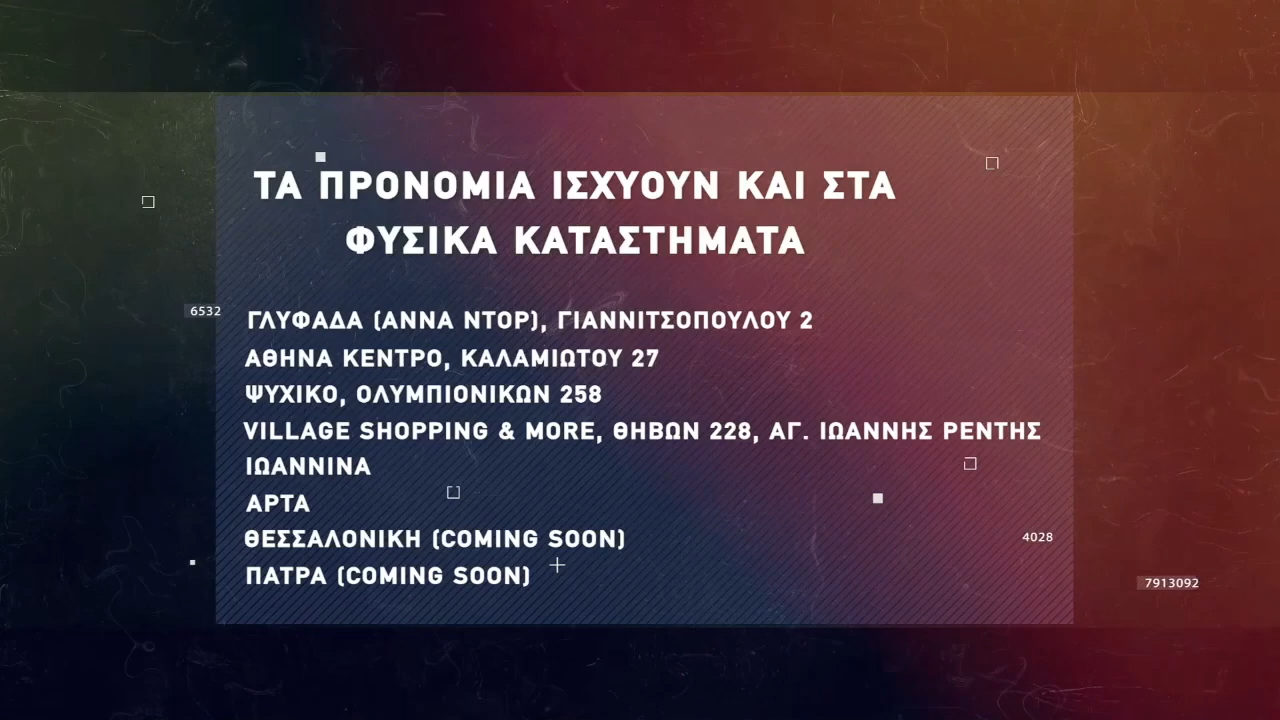 ΤΑ ΠΡΟΝΟΜΙΑ ΙΣΧΥΟΥΝ ΚΑΙ ΣΤΑ
ΦΥΣΙΚΑ ΚΑΤΑΣΤΗΜΑΤΑ
6532
ΓΛΥΦΑΔΑ (ΑΝΝΑ ΝΤΟΡ), ΓΙΑΝΝΙΤΣΟΠΟΥΛΟΥ 2
ΑΘΗΝΑ ΚΕΝΤΡΟ, ΚΑΛΑΜΙΩΤΟΥ 27
ΨΥΧΙΚΟ, ΟΛΥΜΠΙΟΝΙΚΩΝ 258
VILLAGE SHOPPING & MORE, ΘΗΒΩΝ 228, ΑΓ. ΙΩΑΝΝΗΣ ΡΕΝΤΗΣ
ΙΩΑΝΝΙΝΑ
ΑΡΤΑ
ΘΕΣΣΑΛΟΝΙΚΗ (COMING SOON)
4028
ΠΑΤΡΑ (COMING SOON)
7913092